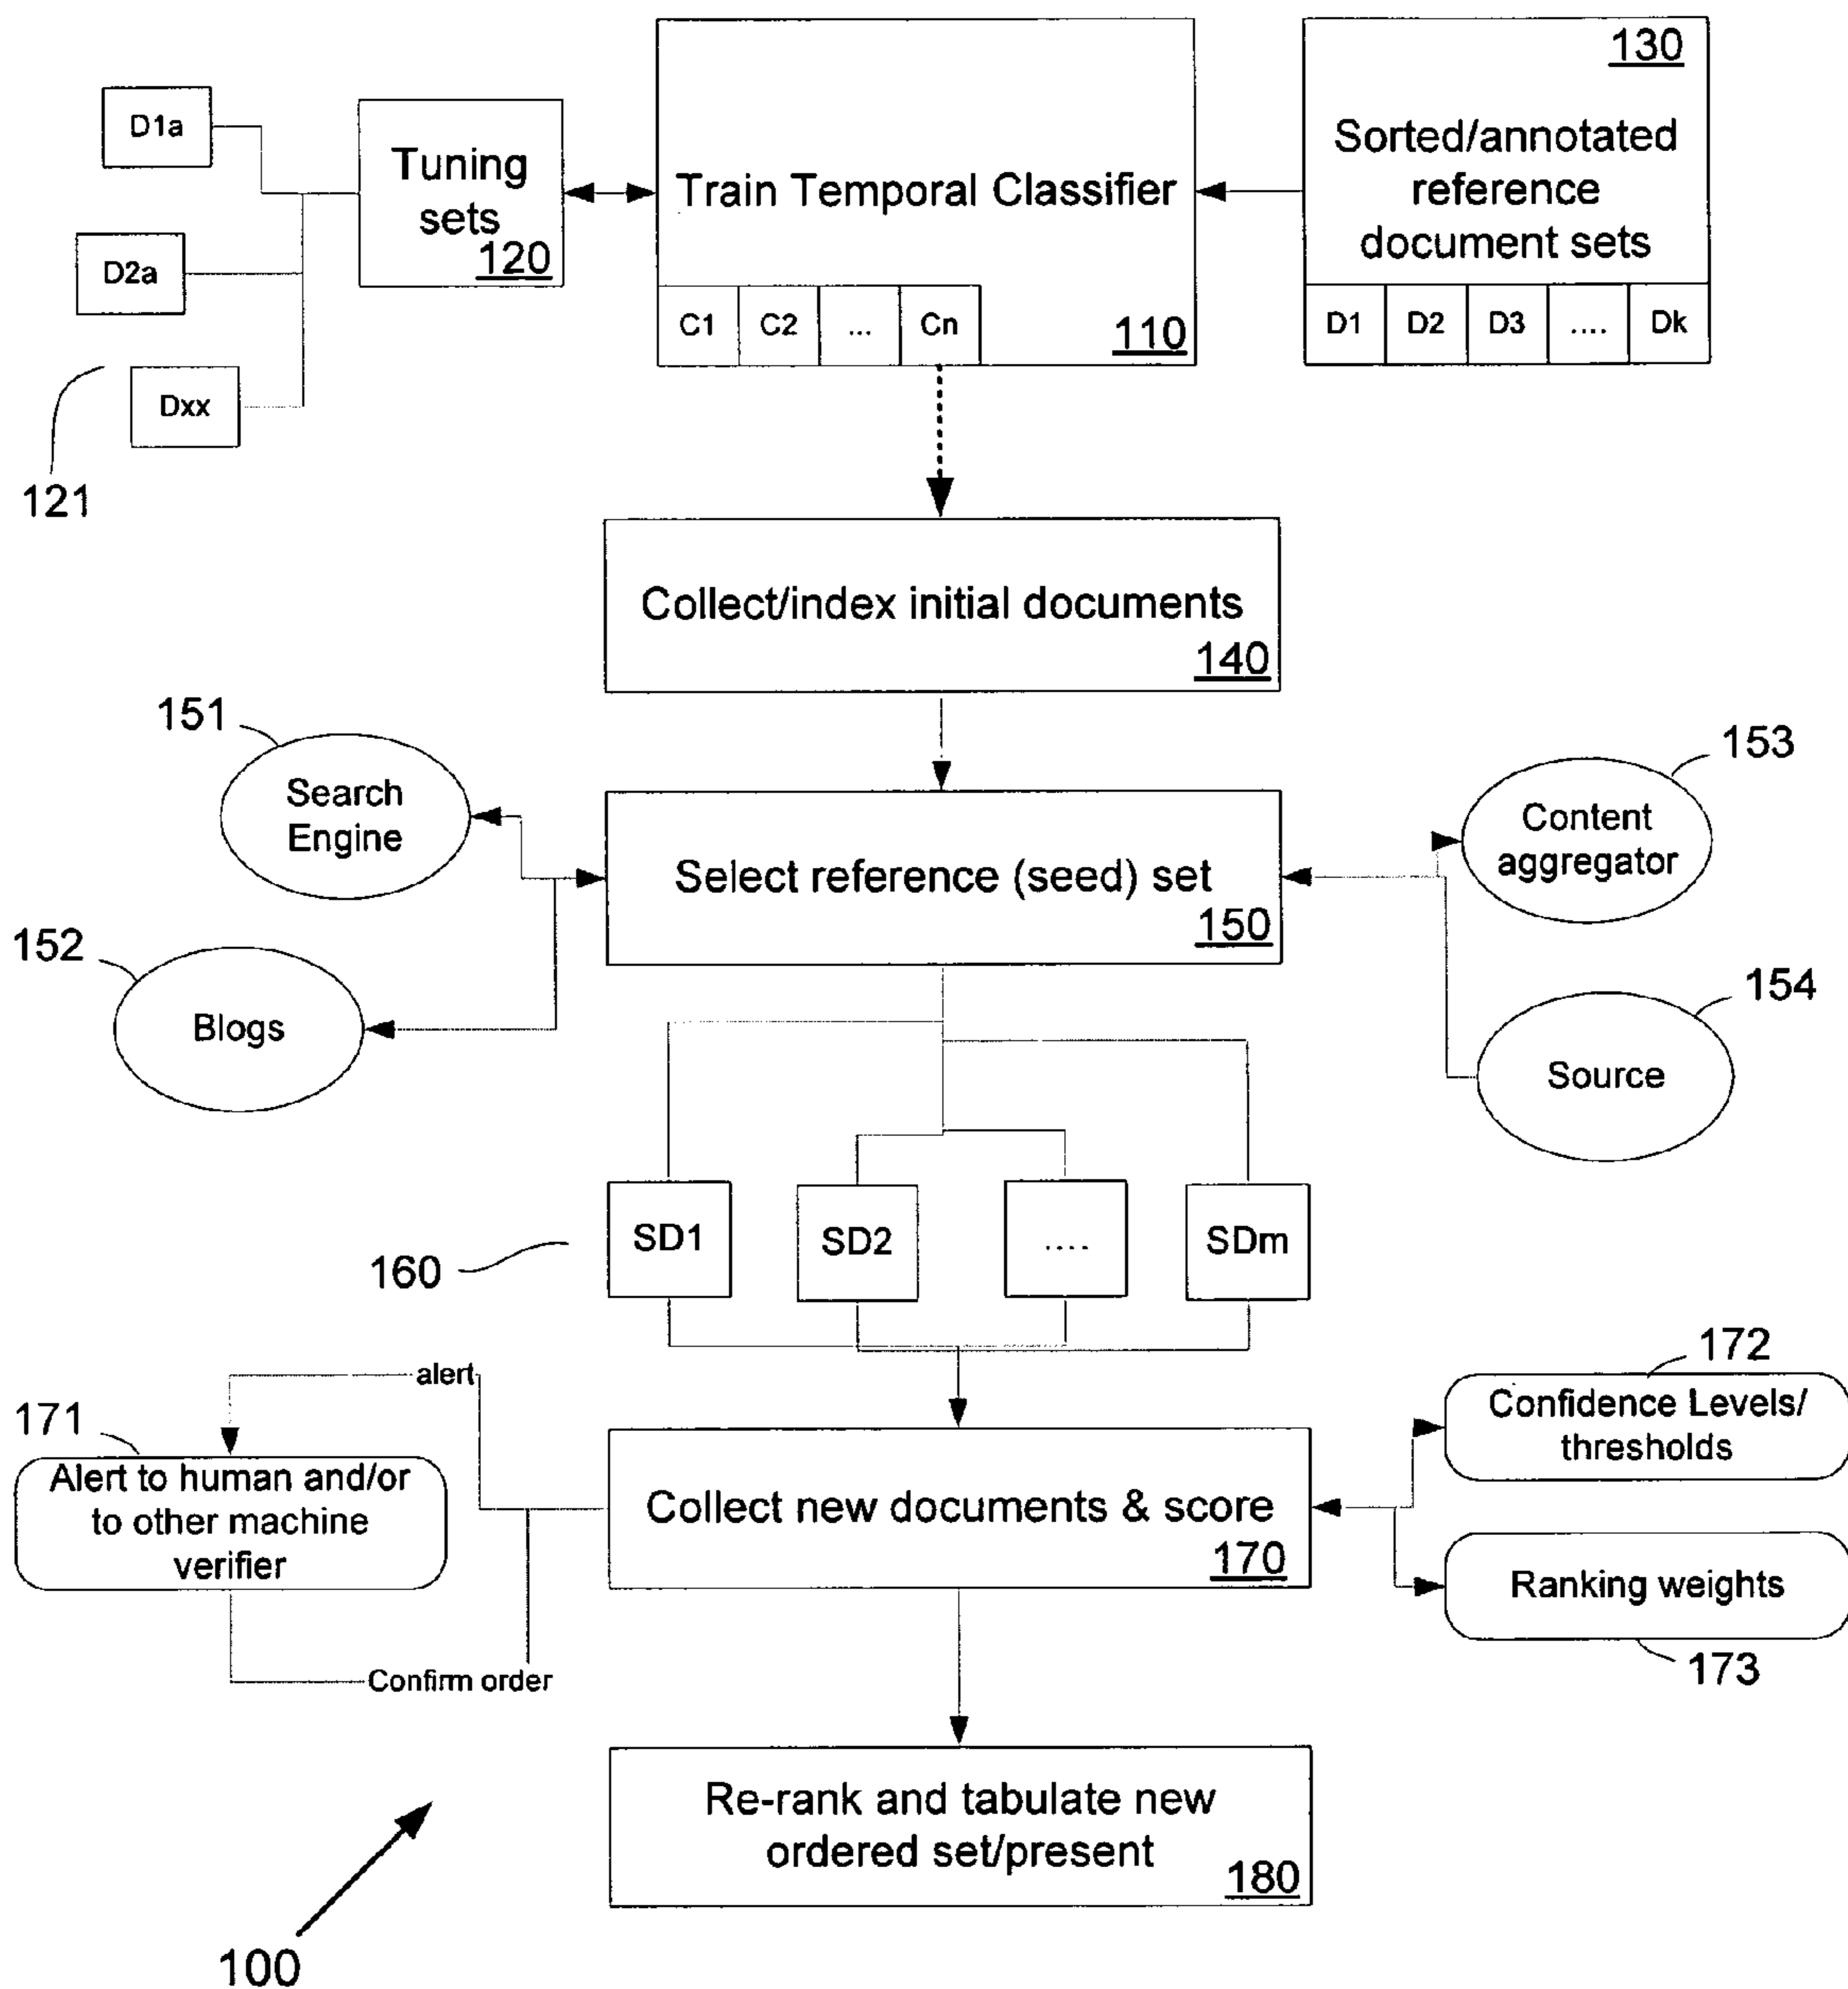 130
D1a
Tuning
sets
120
Train Temporal Classifier
Sorted/annotated
reference
document sets
D2a
C1
C2
...
Cn
110
D1
D2
D3
....
Dk
Dxx
121
Collect/index initial documents
140
151
Search
Engine
153
Content
aggregator
Select reference (seed) set
150
152
Blogs
154
Source
160
SD1
SD2
....
SDm
alert
171
Alert to human and/or
to other machine
verifier
Confirm order
Collect new documents & score
170
172
Confidence Levels/
thresholds
Ranking weights
173
Re-rank and tabulate new
ordered set/present
180
100